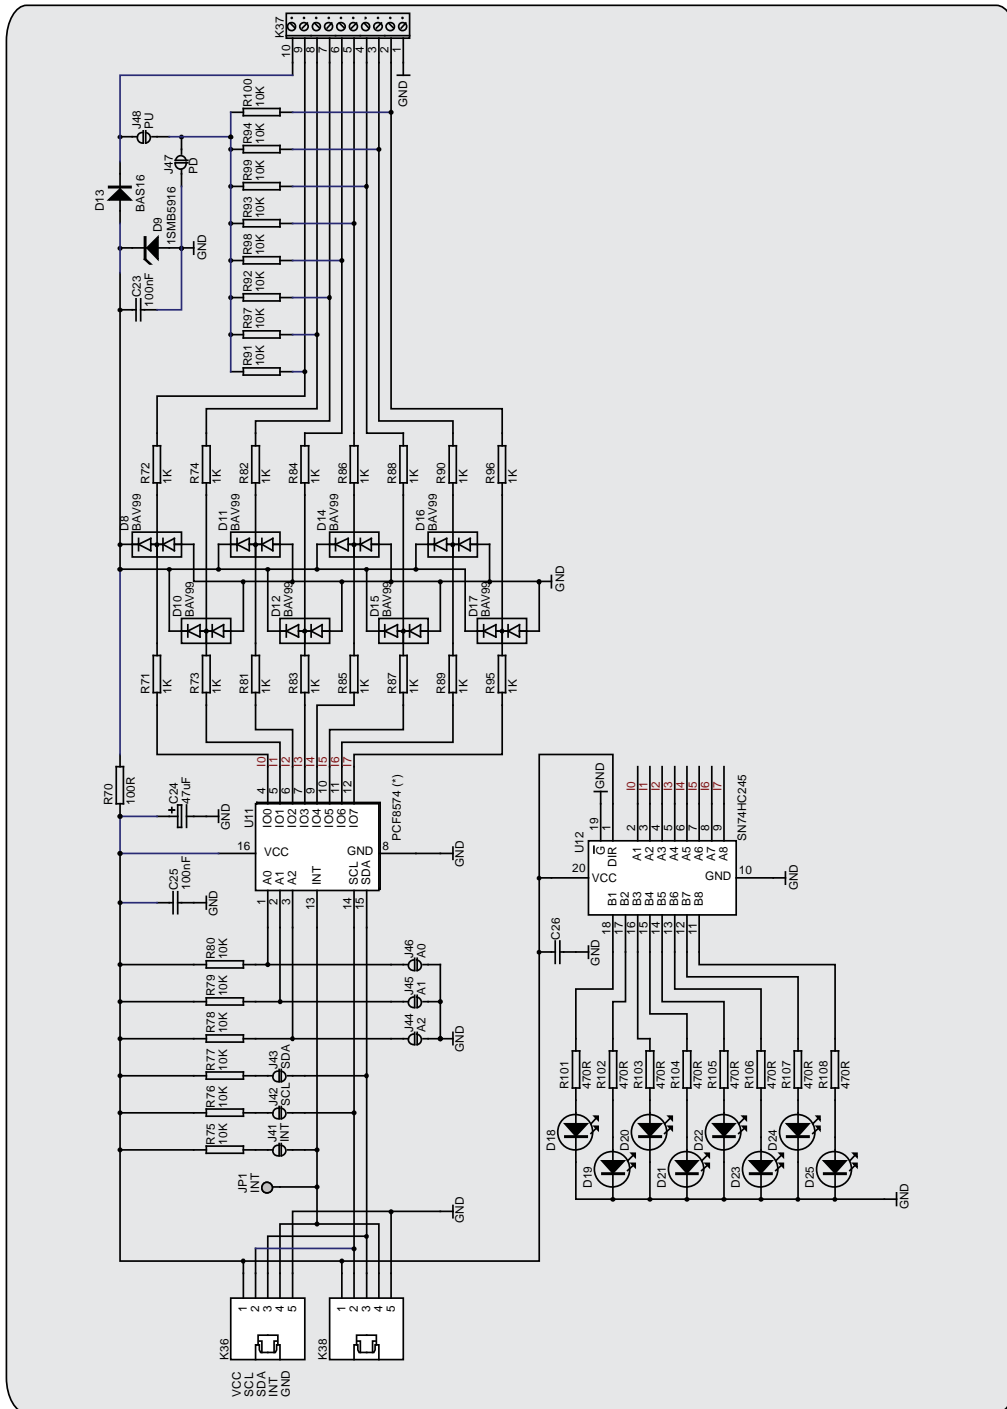 K37
10 9 8 7 6 5 4 3 2 1
GND
J48
PU
J47
PD
D13
BAS16
D9
1SMB5916
GND
C23
100nF
R100
10K
R94
10K
R99
10K
R93
10K
R98
10K
R92
10K
R97
10K
R91
10K
R72
1K
R74
1K
R82
1K
R84
1K
R86
1K
R88
1K
R90
1K
R96
1K
D8
BAV99
D11
BAV99
D14
BAV99
D16
BAV99
D10
BAV99
D12
BAV99
D15
BAV99
D17
BAV99
GND
R71
1K
R73
1K
R81
1K
R83
1K
R85
1K
R87
1K
R89
1K
R95
1K
R70
100R
C24
47uF
+
GND
C25
100nF
GND
I0 I1 I2 I3 I4 I5 I6 I7
4 5 6 7 9 10 11 12
U11
IO0 IO1 IO2 IO3 IO4 IO5 IO6 IO7
PCF8574 (*)
16 VCC
GND 8
GND
A0 A1 A2 INT SCL SDA
1 2 3 13 14 15
R80
10K
R79
10K
R78
10K
R77
10K
R76
10K
R75
10K
J46
A0
J45
A1
J44
A2
GND
J43
SDA
J42
SCL
J41
INT
JP1
INT
GND
K36
1 2 3 4 5
VCC
SCL
SDA
INT
GND
K38
1 2 3 4 5
GND
I0 I1 I2 I3 I4 I5 I6 I7
19 1 2 3 4 5 6 7 8 9
U12
G DIR A1 A2 A3 A4 A5 A6 A7 A8
SN74HC245
20 VCC
GND 10
GND
B1 B2 B3 B4 B5 B6 B7 B8
18 17 16 15 14 13 12 11
C26
GND
R101
470R
R102
470R
R103
470R
R104
470R
R105
470R
R106
470R
R107
470R
R108
470R
D18
D19
D20
D21
D22
D23
D24
D25
GND